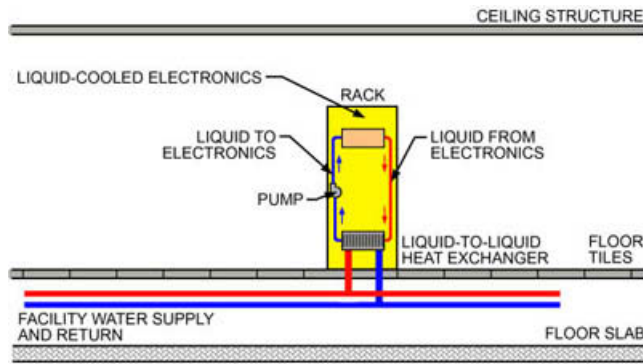 CEILING STRUCTURE
LIQUID-COOLED ELECTRONICS
RACK
LIQUID TO
ELECTRONICS
LIQUID FROM
ELECTRONICS
PUMP
LIQUID-TO-LIQUID
HEAT EXCHANGER
FLOOR
TILES
FACILITY WATER SUPPLY
AND RETURN
FLOOR SLAB